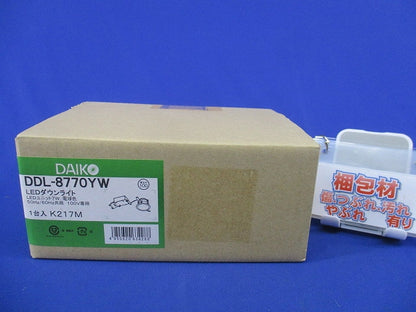 DAIKO
DDL-8770YW
LEDダウンライト
LEDユニット7W 電球色
50Hz/60Hz共用 100V専用
1台入 K217M
梱包材
傷つぶれ汚れ
やぶれ 有り